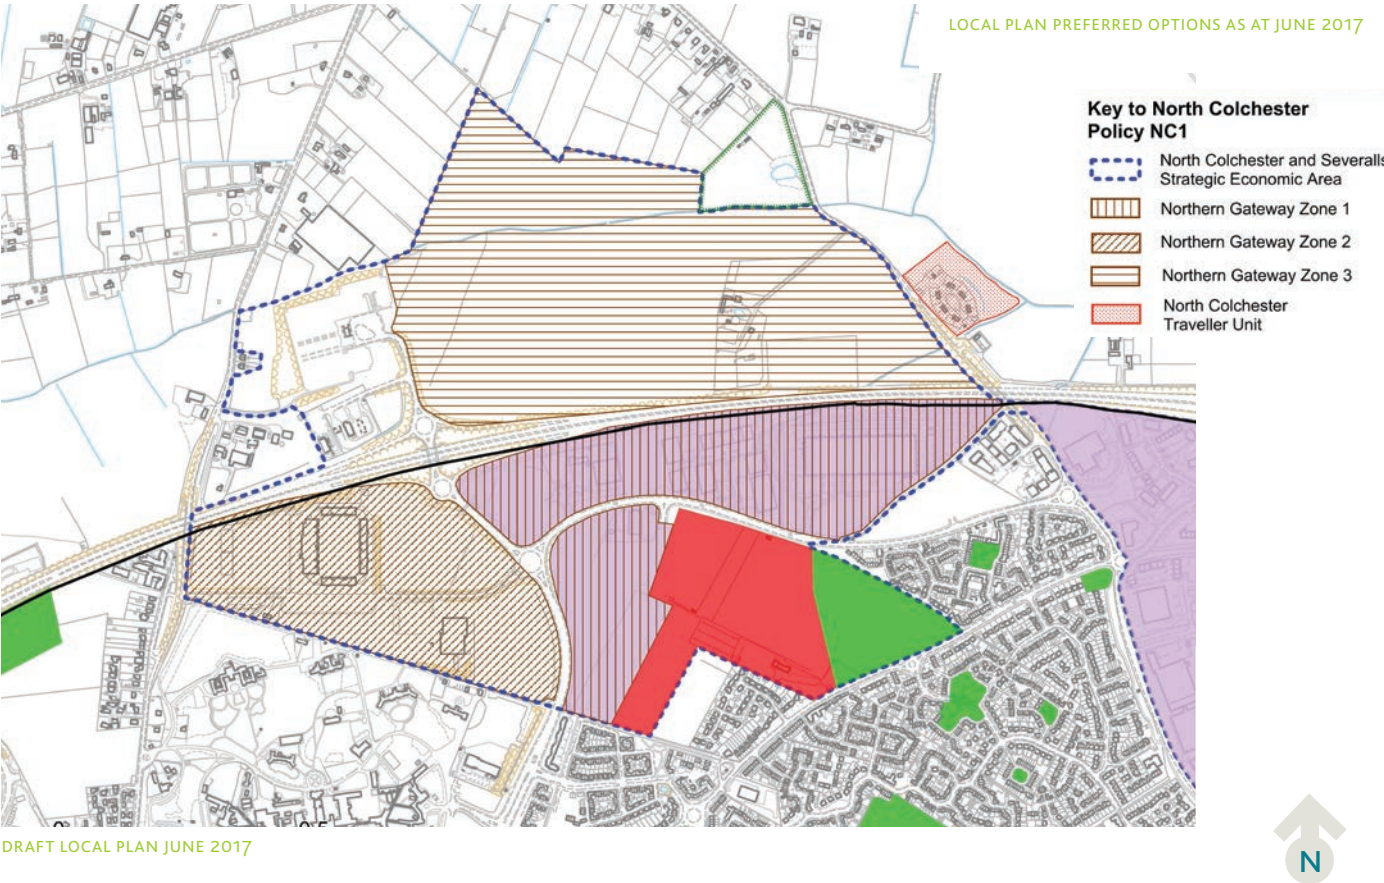 LOCAL PLAN PREFERRED OPTIONS AS AT JUNE 2017
Key to North Colchester
Policy NC1
North Colchester and Severalls
Strategic Economic Area
Northern Gateway Zone 1
Northern Gateway Zone 2
Northern Gateway Zone 3
North Colchester
Traveller Unit
DRAFT LOCAL PLAN JUNE 2017
N